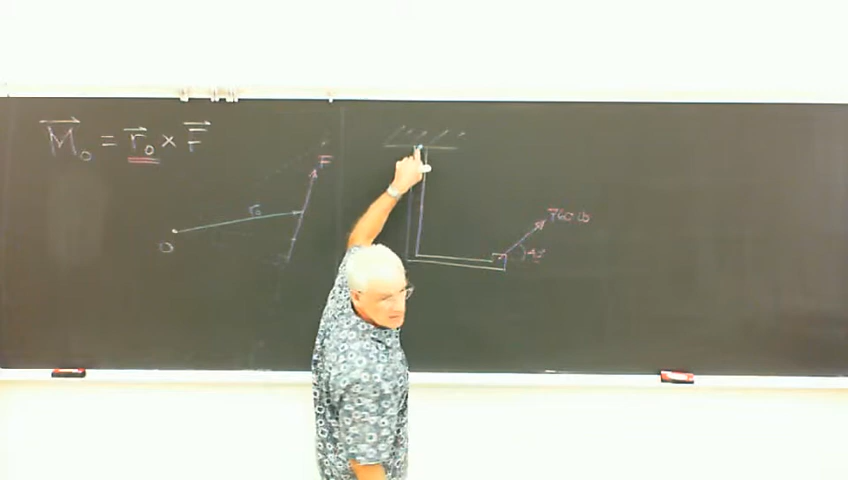 M₀ = r₀ × F
F
r₀
O
760 lb